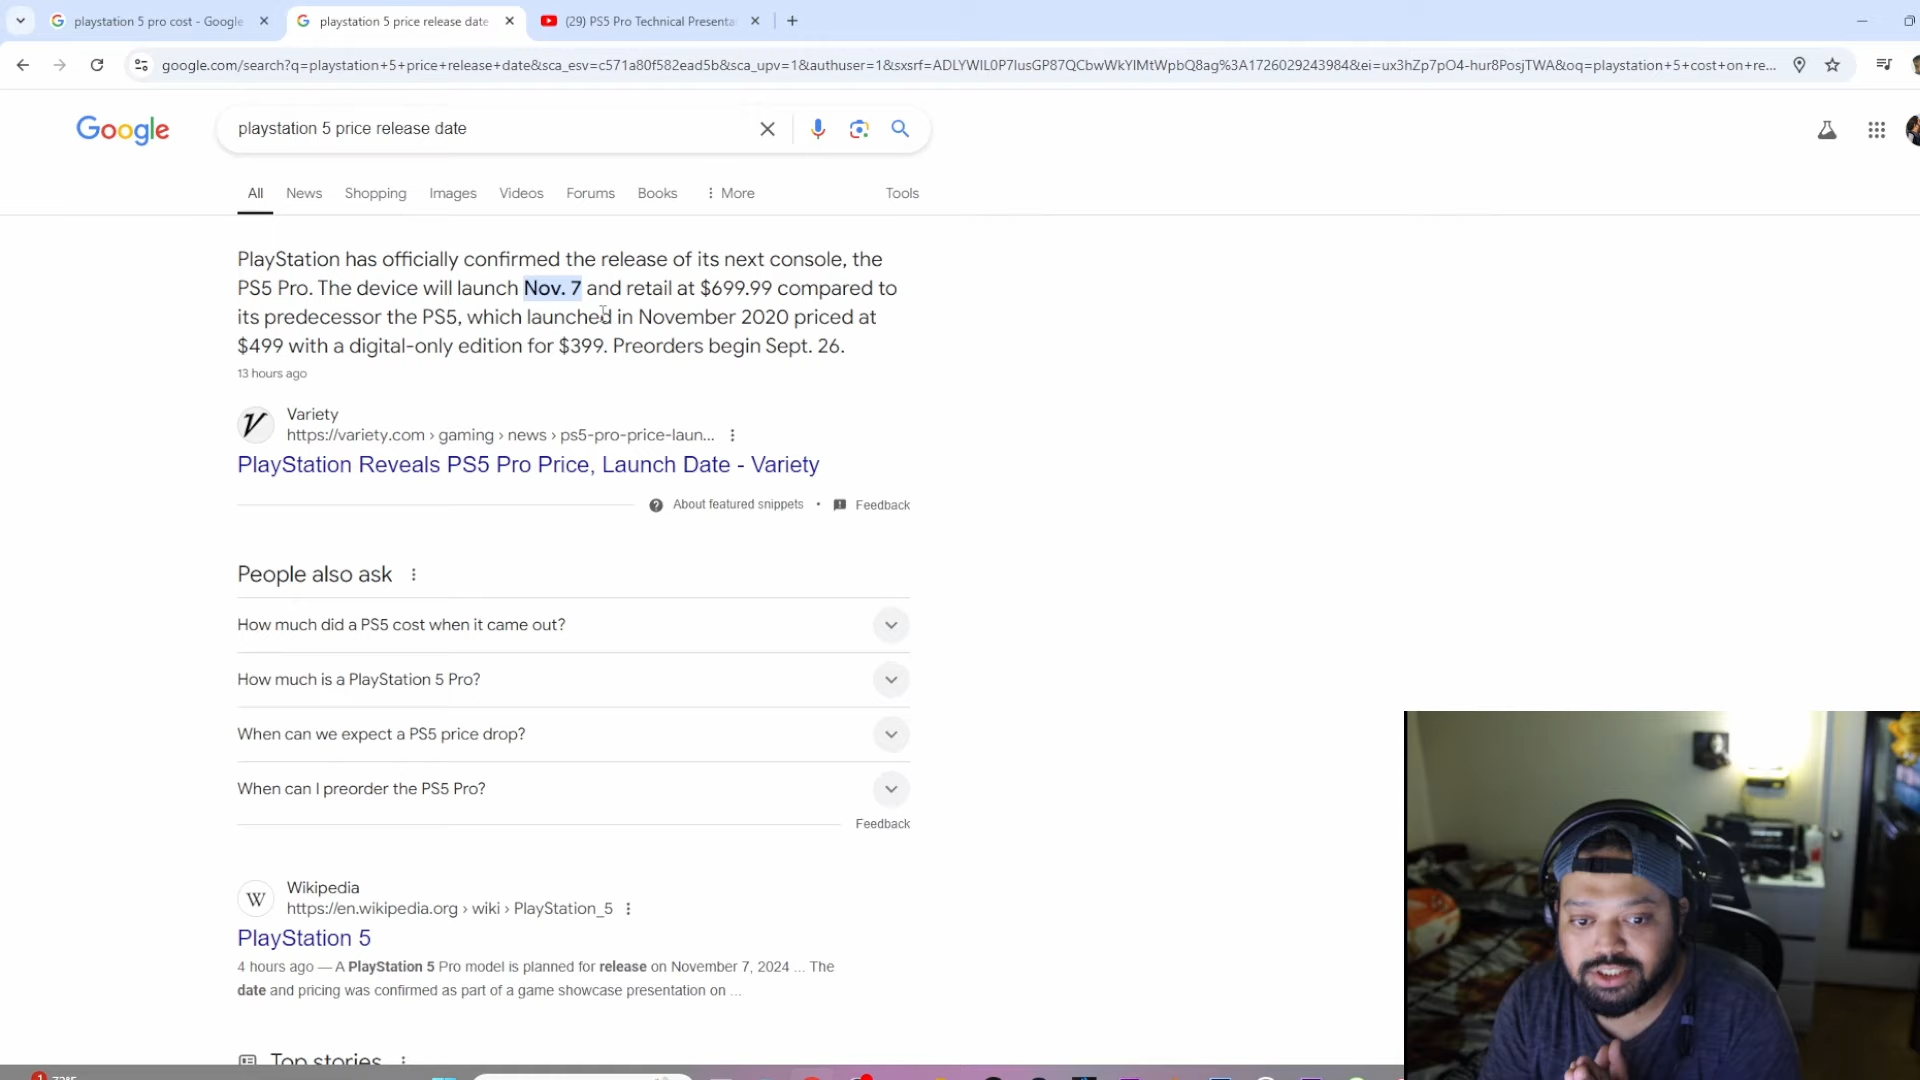 playstation 5 pro cost - Google
playstation 5 price release date
(29) PS5 Pro Technical Presenta
google.com/search?q=playstation+5+price+release+date&sca_esv=c571a80f582ead5b&sca_upv=1&authuser=1&sxsrf=ADLYWIL0P7IusGP87QCbwWkYlMtWpbQ8ag%3A1726029243984&ei=ux3hZp7pO4-hur8PosjTWA&oq=playstation+5+cost+on+re...
Google
playstation 5 price release date
All
News
Shopping
Images
Videos
Forums
Books
More
Tools
PlayStation has officially confirmed the release of its next console, the
PS5 Pro. The device will launch Nov. 7 and retail at $699.99 compared to
its predecessor the PS5, which launched in November 2020 priced at
$499 with a digital-only edition for $399. Preorders begin Sept. 26.
13 hours ago
Variety
https://variety.com › gaming › news › ps5-pro-price-laun...
PlayStation Reveals PS5 Pro Price, Launch Date - Variety
About featured snippets • Feedback
People also ask
How much did a PS5 cost when it came out?
How much is a PlayStation 5 Pro?
When can we expect a PS5 price drop?
When can I preorder the PS5 Pro?
Feedback
W
Wikipedia
https://en.wikipedia.org › wiki › PlayStation_5
PlayStation 5
4 hours ago — A PlayStation 5 Pro model is planned for release on November 7, 2024 ... The
date and pricing was confirmed as part of a game showcase presentation on ...
Top stories